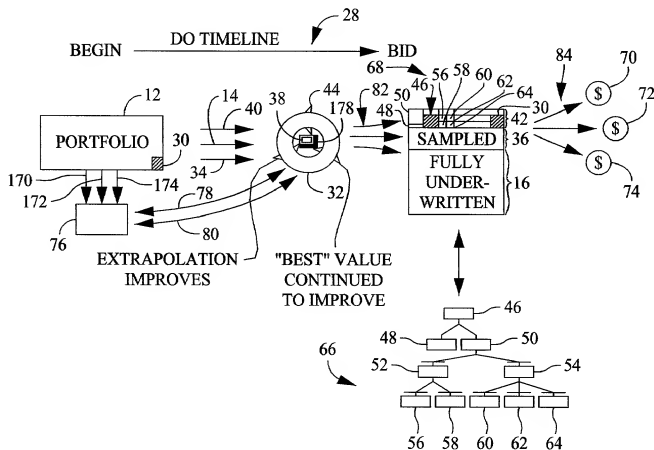 28
BEGIN DO TIMELINE BID
68 46 56 58 60 62 64 84 70
12 14 40 38 44 178 82 50 48 30 42 72
PORTFOLIO 30 SAMPLED 36
$
$
$
34 32 FULLY
UNDER-
WRITTEN 16 74
170
172 174
76 78
80
EXTRAPOLATION
IMPROVES
"BEST" VALUE
CONTINUED
TO IMPROVE
46
48 50
66 52 54
56 58 60 62 64